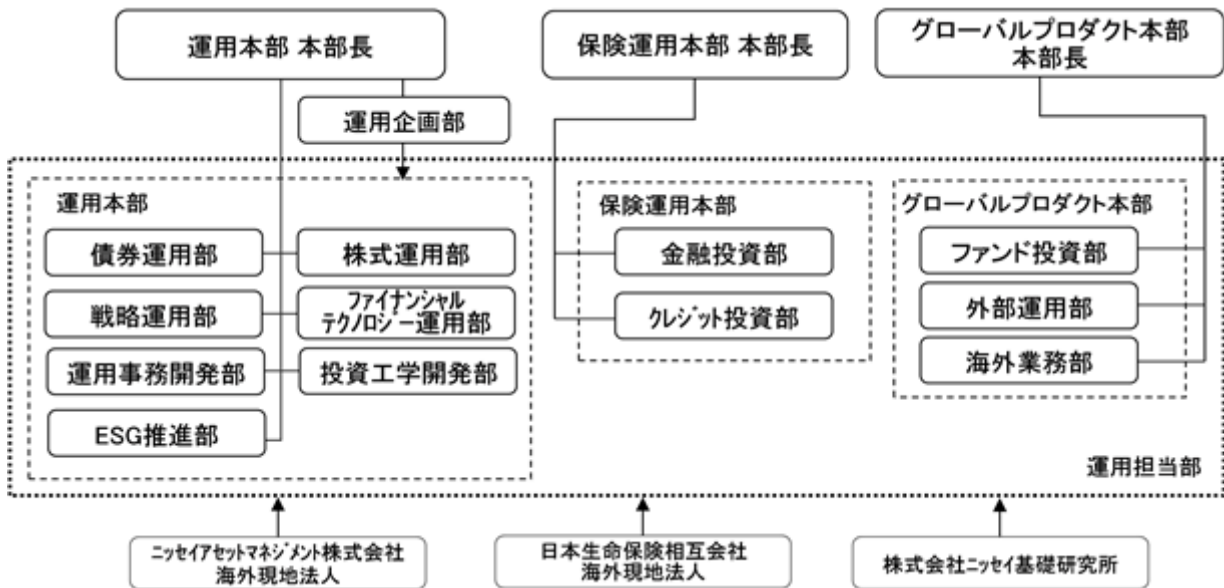 運用本部 本部長
保険運用本部 本部長
グローバルプロダクト本部
本部長
運用企画部
運用本部
債券運用部
株式運用部
戦略運用部
ファイナンシャル
テクノロジー運用部
運用事務開発部
投資工学開発部
ESG推進部
保険運用本部
金融投資部
クレジット投資部
グローバルプロダクト本部
ファンド投資部
外部運用部
海外業務部
運用担当部
ニッセイアセットマネジメント株式会社
海外現地法人
日本生命保険相互会社
海外現地法人
株式会社ニッセイ基礎研究所